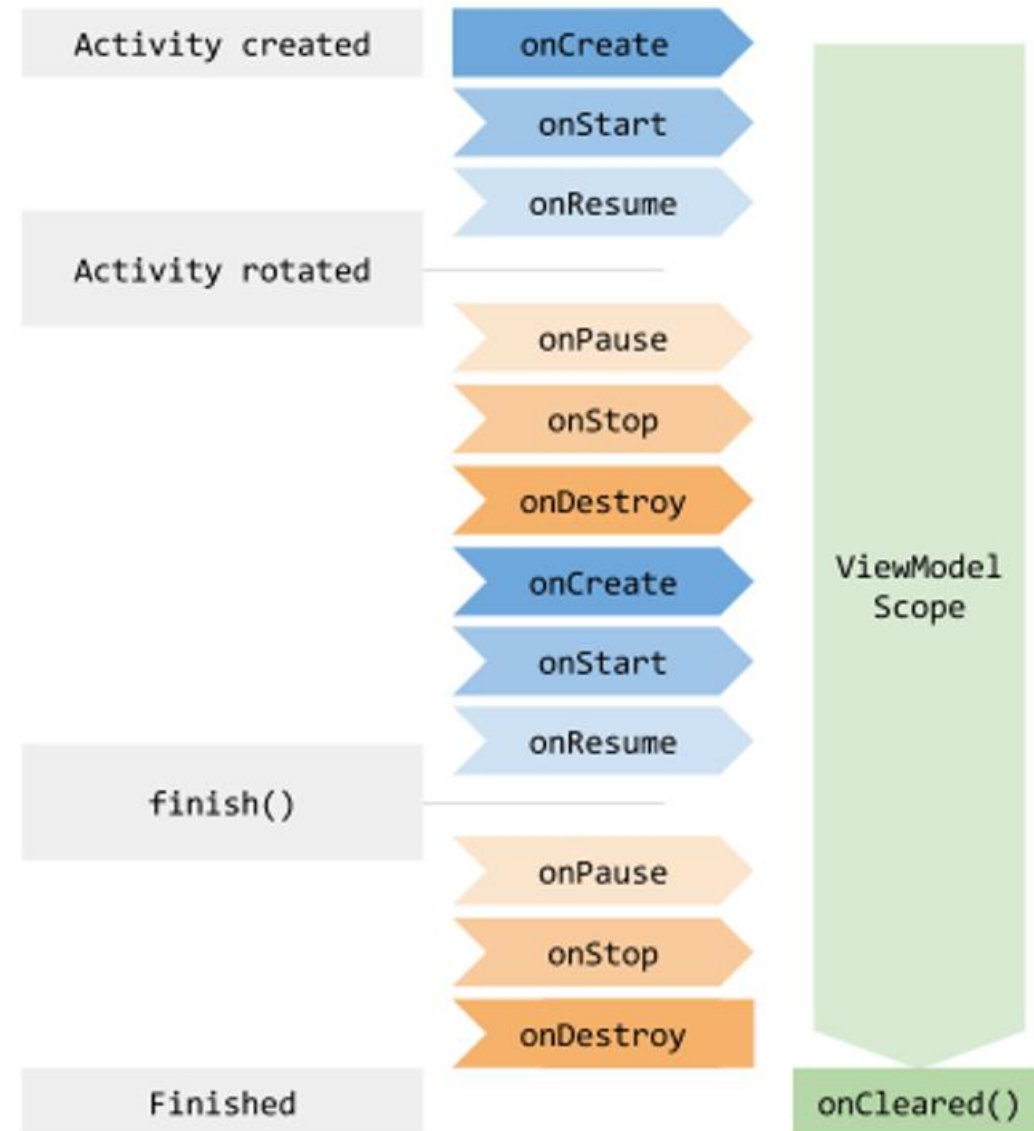 Activity created
onCreate
onStart
onResume
Activity rotated
onPause
onStop
onDestroy
onCreate
ViewModel
Scope
onStart
onResume
finish()
onPause
onStop
onDestroy
Finished
onCleared()